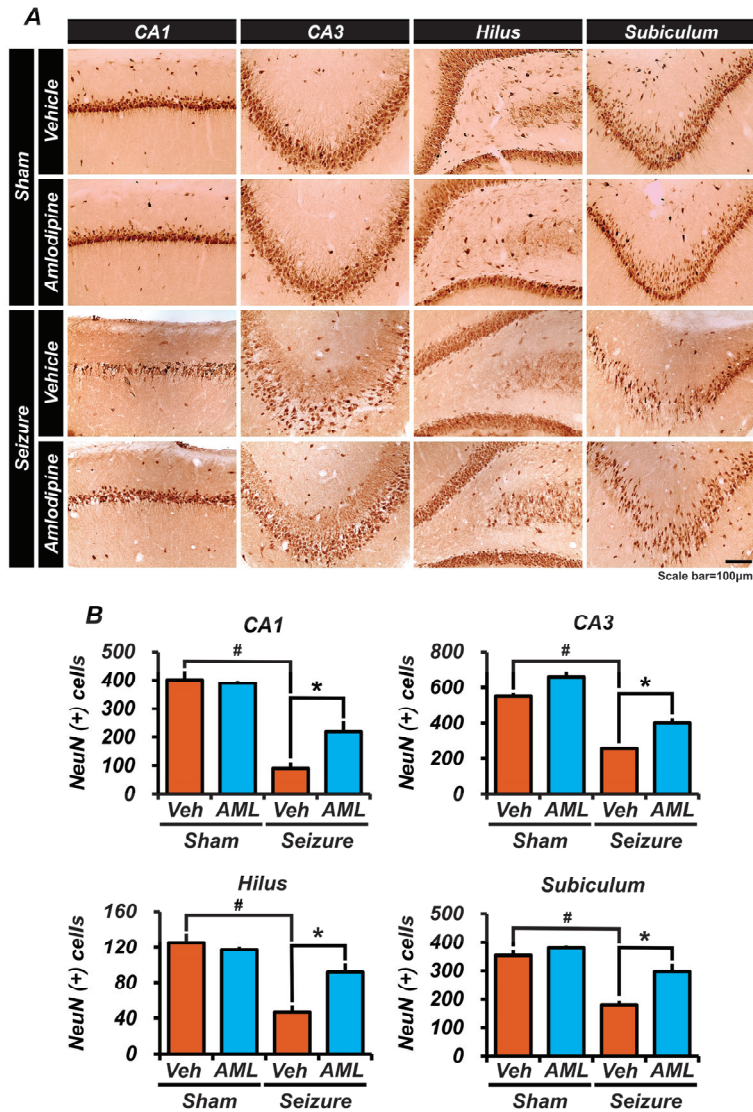 A
CA1 CA3 Hilus Subiculum
Sham
Vehicle
Amlodipine
Seizure
Vehicle
Amlodipine
Scale bar=100μm
B
CA1
NeuN (+) cells
500
400
300
200
100
0
#
*
Veh AML Veh AML
Sham Seizure
CA3
NeuN (+) cells
800
600
400
200
0
#
*
Veh AML Veh AML
Sham Seizure
Hilus
NeuN (+) cells
160
120
80
40
0
#
*
Veh AML Veh AML
Sham Seizure
Subiculum
NeuN (+) cells
500
400
300
200
100
0
#
*
Veh AML Veh AML
Sham Seizure